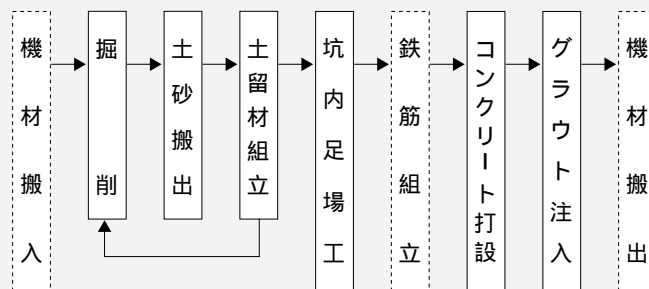 機材搬入
掘削
土砂搬出
土留材組立
坑内足場工
鉄筋組立
コンクリート打設
グラウト注入
機材搬出